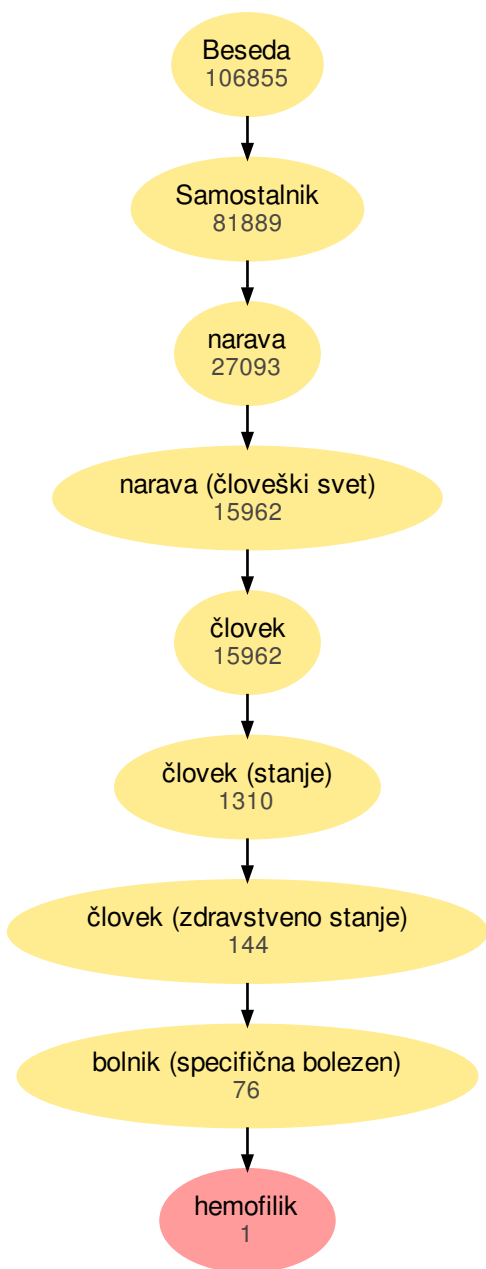 Beseda
106855
Samostalnik
81889
narava
27093
narava (človeški svet)
15962
človek
15962
človek (stanje)
1310
človek (zdravstveno stanje)
144
bolnik (specifična bolezen)
76
hemofilik
1